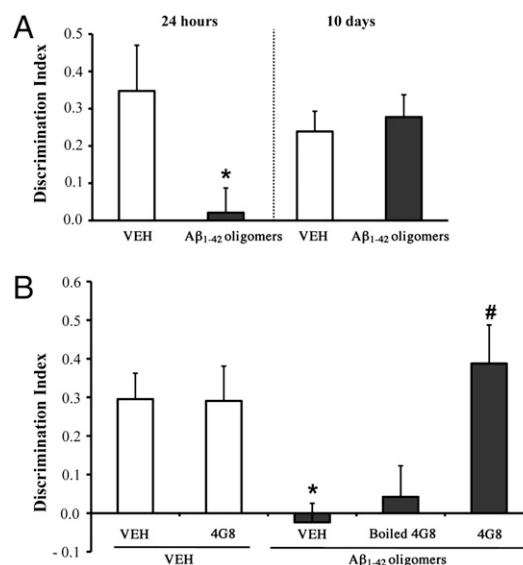 A
24 hours
10 days
Discrimination Index
0.5
0.4
0.3
0.2
0.1
0.0
*
VEH
Aβ1-42 oligomers
VEH
Aβ1-42 oligomers
B
Discrimination Index
0.6
0.5
0.4
0.3
0.2
0.1
0.0
- 0.1
*
#
VEH
4G8
VEH
Boiled 4G8
4G8
VEH
Aβ1-42 oligomers